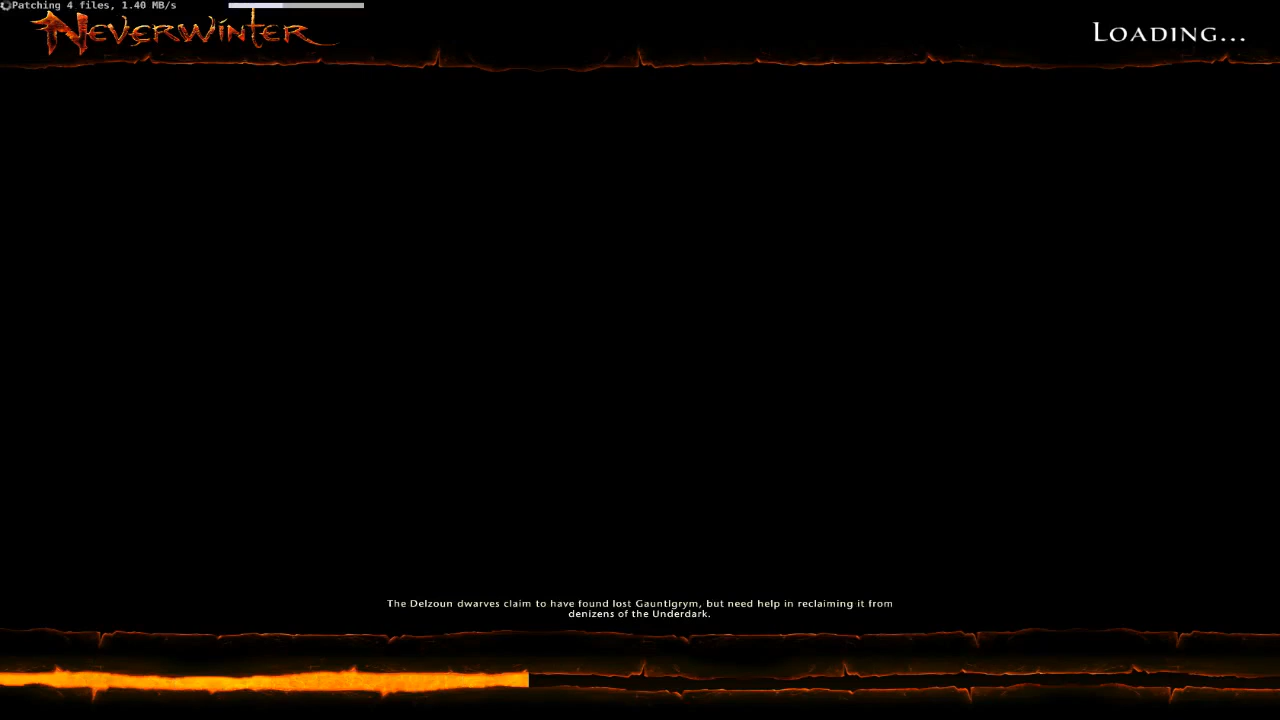 Patching 4 files, 1.40 MB/s
NEVERWINTER
LOADING...
The Delzoun dwarves claim to have found lost Gauntlgrym, but need help in reclaiming it from
denizens of the Underdark.